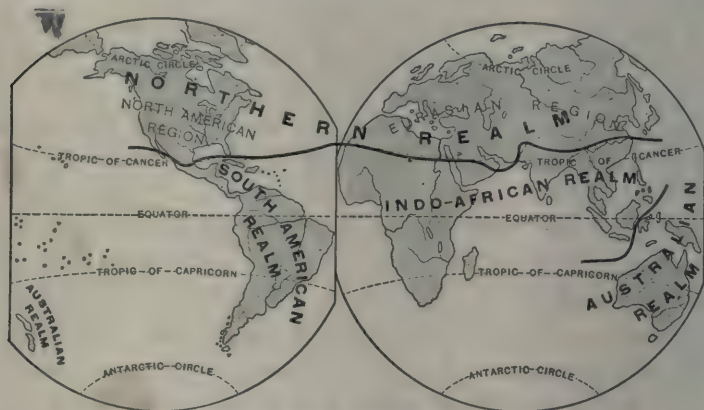 W
ARCTIC CIRCLE
NORTHERN REALM
NORTH AMERICAN
REGION
TROPIC-OF-CANCER
SOUTH AMERICAN
REALM
EQUATOR
TROPIC-OF-CAPRICORN
AUSTRALIAN
REALM
ANTARCTIC-CIRCLE
ARCTIC CIRCLE
EURASIAN REGION
TROPIC OF CANCER
INDO-AFRICAN REALM
EQUATOR
TROPIC-OF-CAPRICORN
AUSTRALIAN
REALM
ANTARCTIC-CIRCLE